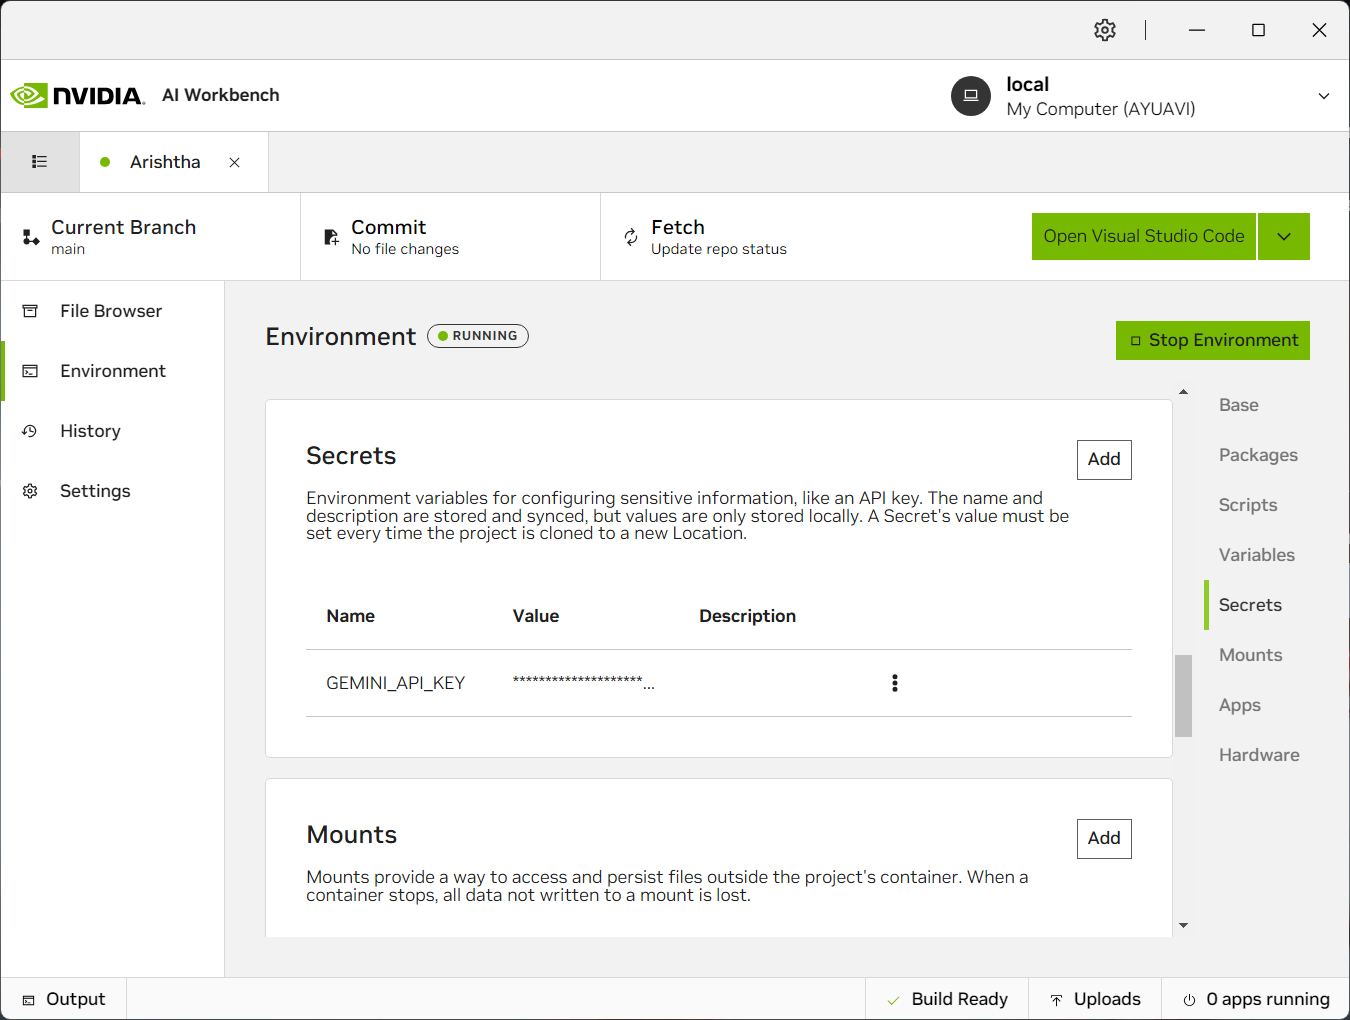 NVIDIA. AI Workbench
local
My Computer (AYUAVI)
Arishtha
Current Branch
main
Commit
No file changes
Fetch
Update repo status
Open Visual Studio Code
File Browser
Environment
History
Settings
Environment
RUNNING
Stop Environment
Secrets
Add
Environment variables for configuring sensitive information, like an API key. The name and
description are stored and synced, but values are only stored locally. A Secret's value must be
set every time the project is cloned to a new Location.
Name Value Description
GEMINI_API_KEY ********************...
Mounts
Add
Mounts provide a way to access and persist files outside the project's container. When a
container stops, all data not written to a mount is lost.
Base
Packages
Scripts
Variables
Secrets
Mounts
Apps
Hardware
Output
Build Ready
Uploads
0 apps running